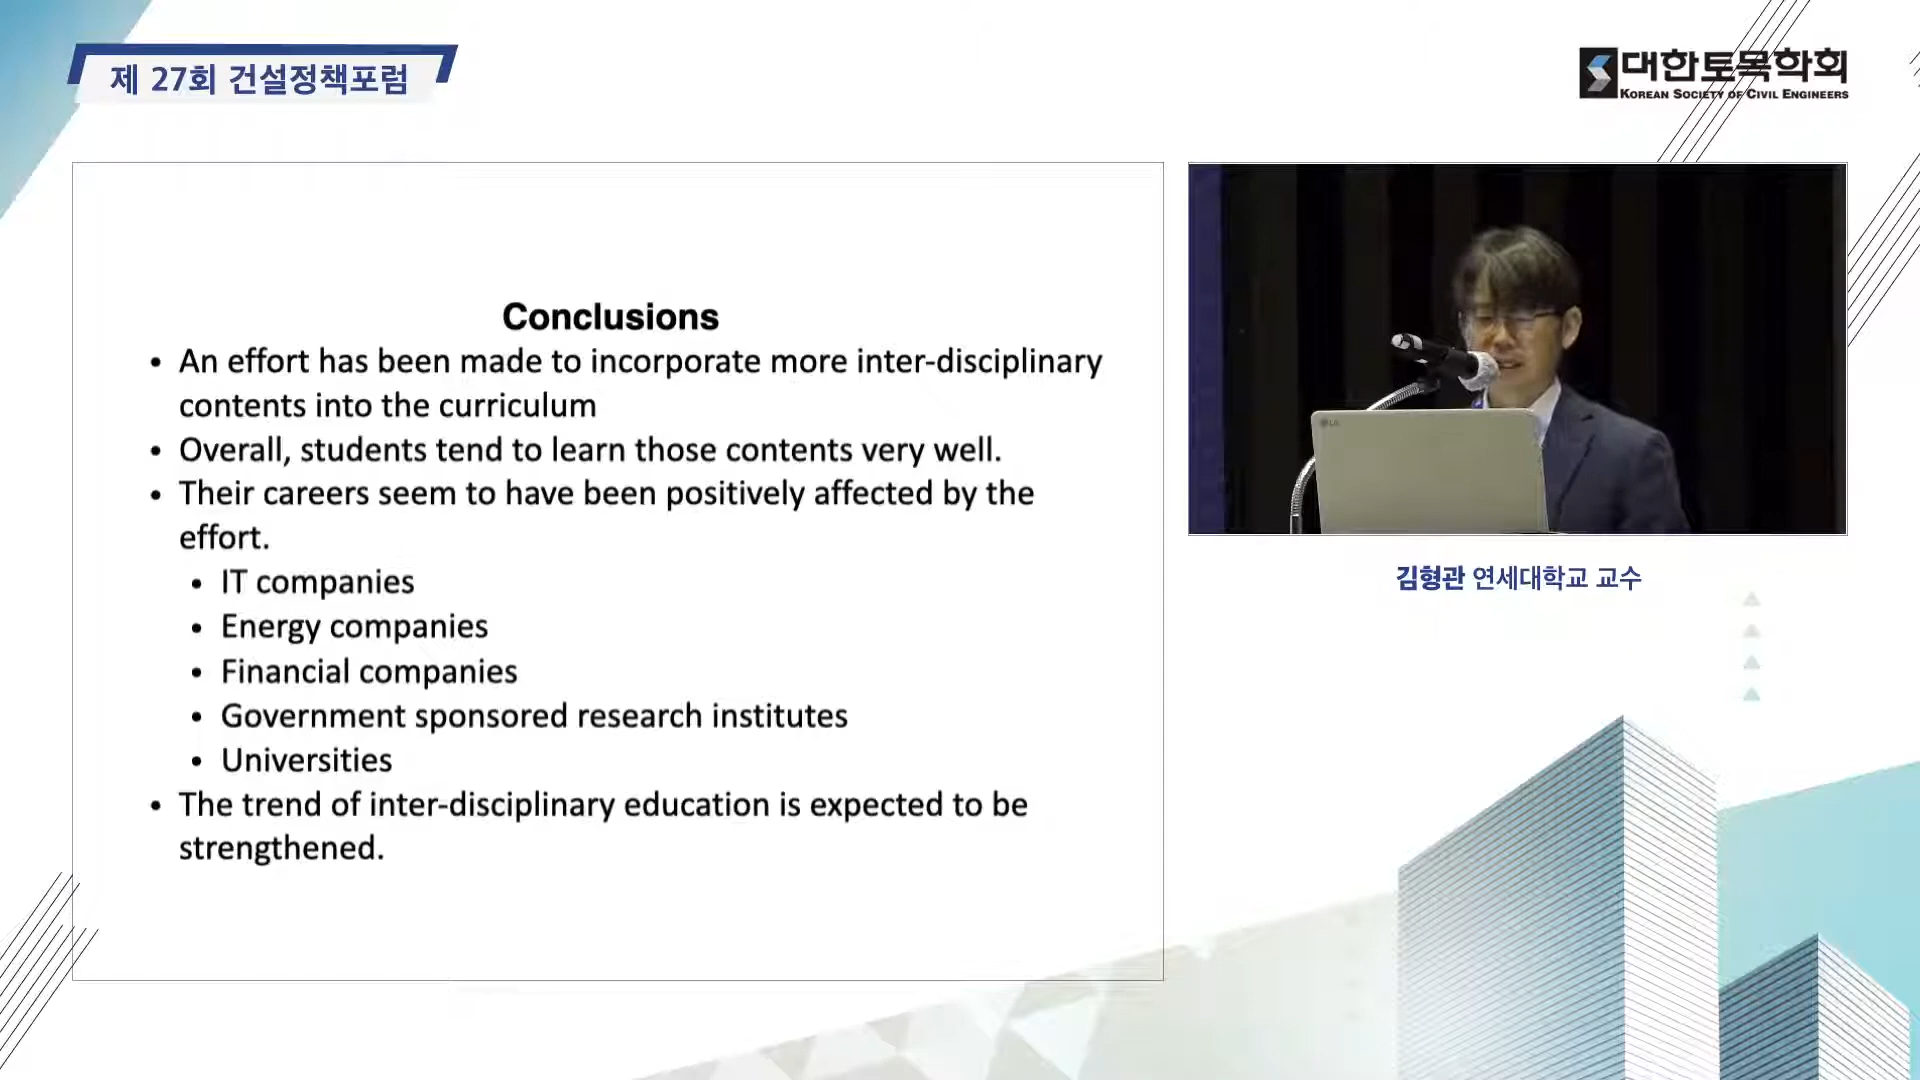 제 27회 건설정책포럼
대한토목학회
KOREAN SOCIETY OF CIVIL ENGINEERS
Conclusions
• An effort has been made to incorporate more inter-disciplinary
contents into the curriculum
• Overall, students tend to learn those contents very well.
• Their careers seem to have been positively affected by the
effort.
• IT companies
• Energy companies
• Financial companies
• Government sponsored research institutes
• Universities
• The trend of inter-disciplinary education is expected to be
strengthened.
LG
김형관 연세대학교 교수